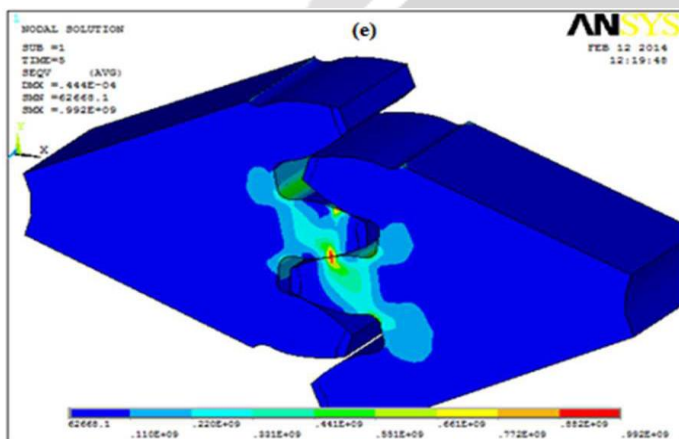 1
NODAL SOLUTION
(e)
ANSYS
SUB =1
TIME=5
SEQV (AVG)
DMX =.444E-04
SMN =62668.1
SMX =.992E+09
FEB 12 2014
12:19:48
Y
X
62668.1 .220E+09 .441E+09 .661E+09 .882E+09
.110E+09 .331E+09 .551E+09 .772E+09 .992E+09